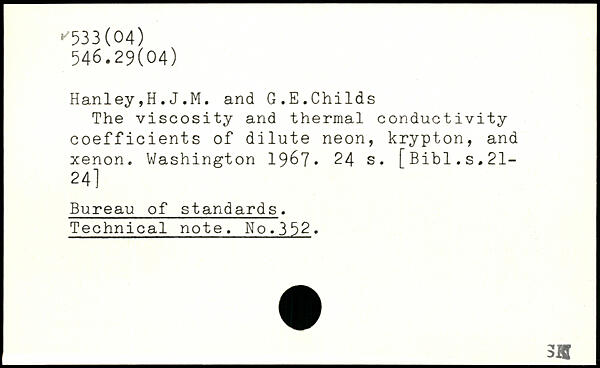 533(04)
546.29(04)
Hanley,H.J.M. and G.E.Childs
The viscosity and thermal conductivity
coefficients of dilute neon, krypton, and
xenon. Washington 1967. 24 s. [Bibl.s.21-
24]
Bureau of standards.
Technical note. No.352.